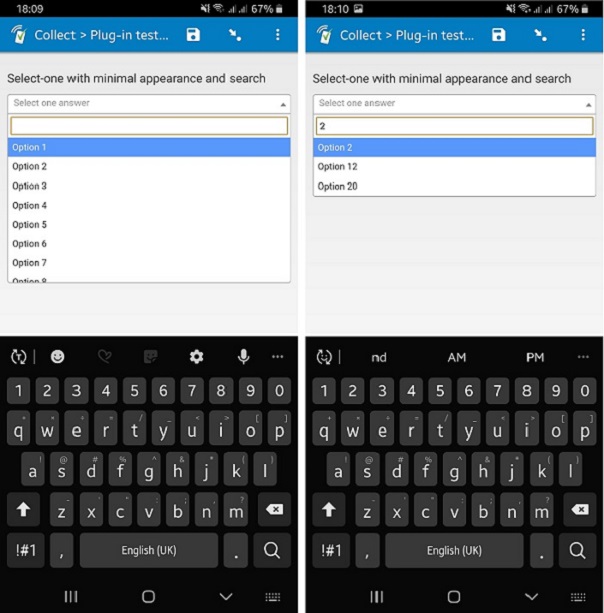 18:09 67%
Collect > Plug-in test...
Select-one with minimal appearance and search
Select one answer
Option 1
Option 2
Option 3
Option 4
Option 5
Option 6
Option 7
Option 8
1 2 3 4 5 6 7 8 9 0
q w e r t y u i o p
a s d f g h j k l
z x c v b n m
!#1 , English (UK) .
18:10 67%
Collect > Plug-in test...
Select-one with minimal appearance and search
Select one answer
2
Option 2
Option 12
Option 20
nd AM PM
1 2 3 4 5 6 7 8 9 0
q w e r t y u i o p
a s d f g h j k l
z x c v b n m
!#1 , English (UK) .